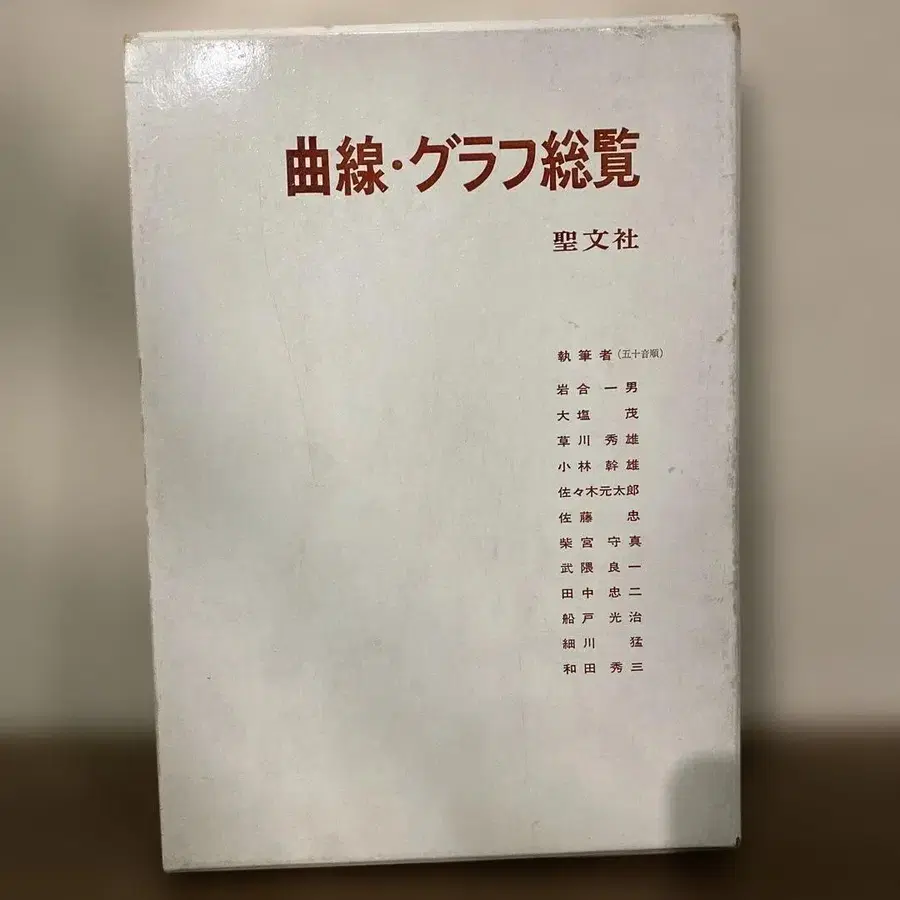 曲線・グラフ総覧
聖文社
執筆者(五十音順)
岩合一男
大塩茂
草川秀雄
小林幹雄
佐々木元太郎
佐藤忠
柴宮守真
武隈良一
田中忠二
船戸光治
細川猛
和田秀三